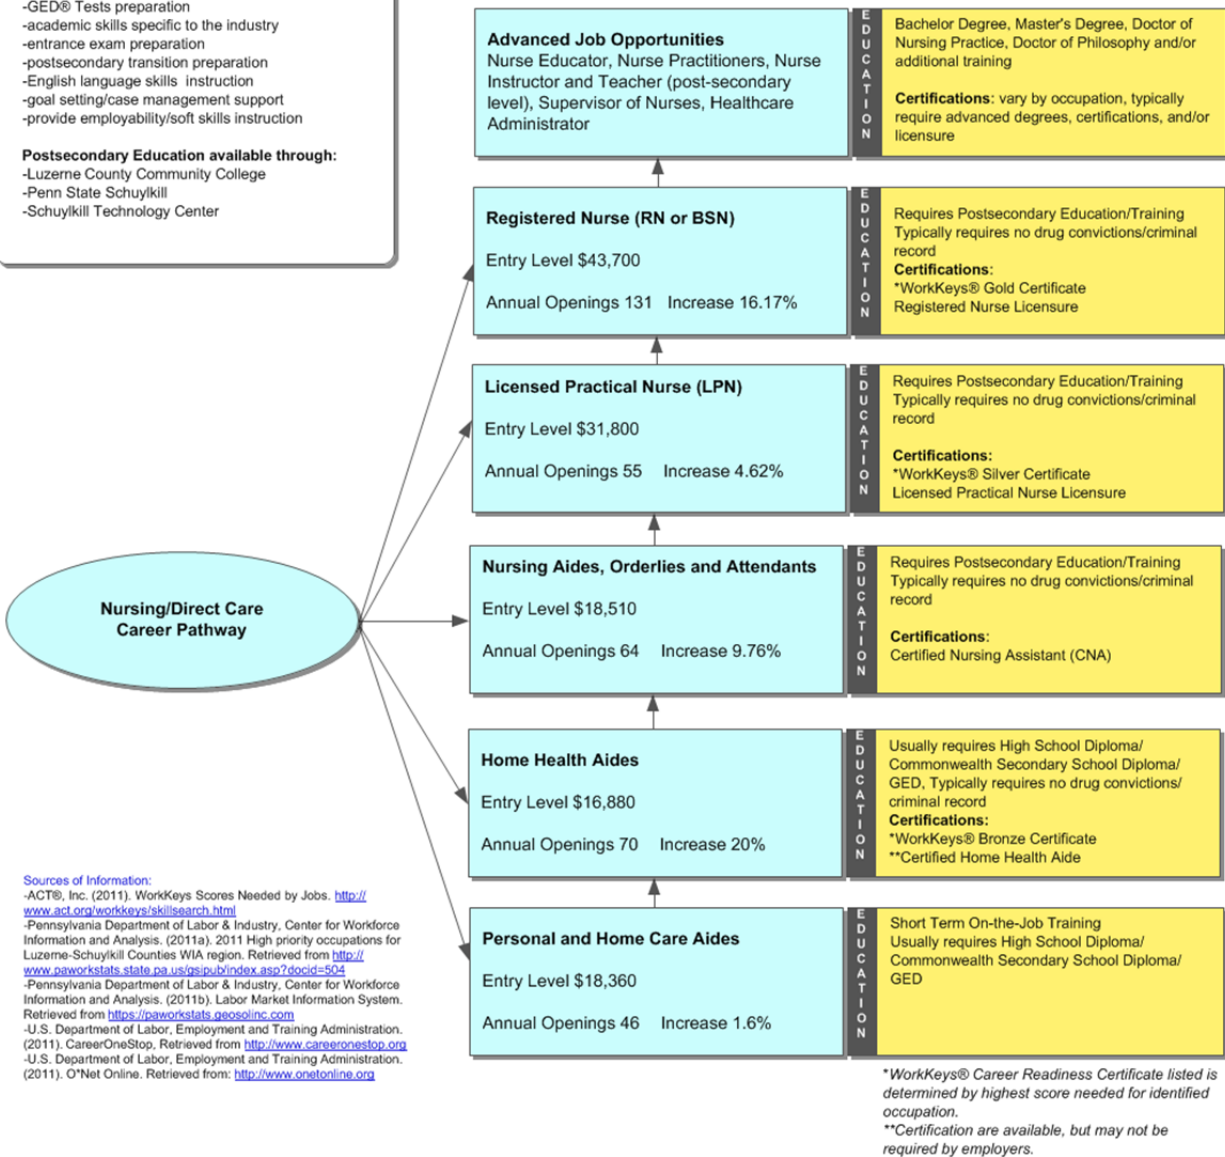 -GED® Tests preparation
-academic skills specific to the industry
-entrance exam preparation
-postsecondary transition preparation
-English language skills  instruction
-goal setting/case management support
-provide employability/soft skills instruction
Postsecondary Education available through:
-Luzerne County Community College
-Penn State Schuylkill
-Schuylkill Technology Center
Advanced Job Opportunities
Nurse Educator, Nurse Practitioners, Nurse
Instructor and Teacher (post-secondary
level), Supervisor of Nurses, Healthcare
Administrator
EDUCATION
Bachelor Degree, Master's Degree, Doctor of
Nursing Practice, Doctor of Philosophy and/or
additional training
Certifications: vary by occupation, typically
require advanced degrees, certifications, and/or
licensure
Registered Nurse (RN or BSN)
Entry Level $43,700
Annual Openings 131   Increase 16.17%
EDUCATION
Requires Postsecondary Education/Training
Typically requires no drug convictions/criminal
record
Certifications:
*WorkKeys® Gold Certificate
Registered Nurse Licensure
Licensed Practical Nurse (LPN)
Entry Level $31,800
Annual Openings 55    Increase 4.62%
EDUCATION
Requires Postsecondary Education/Training
Typically requires no drug convictions/criminal
record
Certifications:
*WorkKeys® Silver Certificate
Licensed Practical Nurse Licensure
Nursing/Direct Care
Career Pathway
Nursing Aides, Orderlies and Attendants
Entry Level $18,510
Annual Openings 64    Increase 9.76%
EDUCATION
Requires Postsecondary Education/Training
Typically requires no drug convictions/criminal
record
Certifications:
Certified Nursing Assistant (CNA)
Home Health Aides
Entry Level $16,880
Annual Openings 70    Increase 20%
EDUCATION
Usually requires High School Diploma/
Commonwealth Secondary School Diploma/
GED, Typically requires no drug convictions/
criminal record
Certifications:
*WorkKeys® Bronze Certificate
**Certified Home Health Aide
Personal and Home Care Aides
Entry Level $18,360
Annual Openings 46    Increase 1.6%
EDUCATION
Short Term On-the-Job Training
Usually requires High School Diploma/
Commonwealth Secondary School Diploma/
GED
Sources of Information:
-ACT®, Inc. (2011). WorkKeys Scores Needed by Jobs. http://
www.act.org/workkeys/skillsearch.html
-Pennsylvania Department of Labor & Industry, Center for Workforce
Information and Analysis. (2011a). 2011 High priority occupations for
Luzerne-Schuylkill Counties WIA region. Retrieved from http://
www.paworkstats.state.pa.us/gsipub/index.asp?docid=504
-Pennsylvania Department of Labor & Industry, Center for Workforce
Information and Analysis. (2011b). Labor Market Information System.
Retrieved from https://paworkstats.geosolinc.com
-U.S. Department of Labor, Employment and Training Administration.
(2011). CareerOneStop, Retrieved from http://www.careeronestop.org
-U.S. Department of Labor, Employment and Training Administration.
(2011). O*Net Online. Retrieved from: http://www.onetonline.org
*WorkKeys® Career Readiness Certificate listed is
determined by highest score needed for identified
occupation.
**Certification are available, but may not be
required by employers.